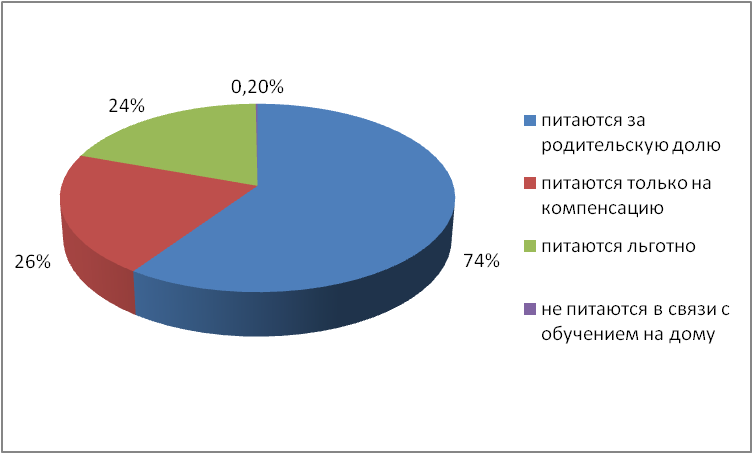 0,20%
24%
26%
74%
питаются за
родительскую долю
питаются только на
компенсацию
питаются льготно
не питаются в связи с
обучением на дому